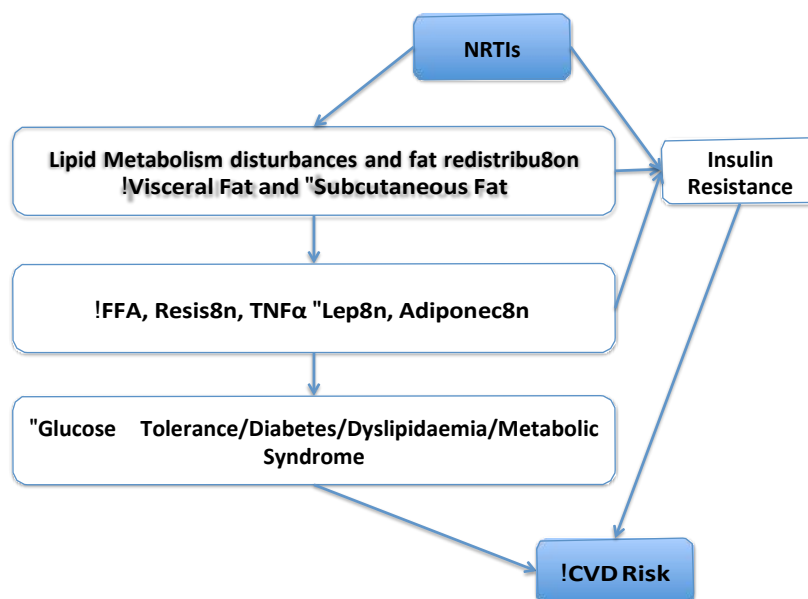 NRTIs
Lipid Metabolism disturbances and fat redistribu8on
!Visceral Fat and "Subcutaneous Fat
Insulin
Resistance
!FFA, Resis8n, TNFα "Lep8n, Adiponec8n
"Glucose Tolerance/Diabetes/Dyslipidaemia/Metabolic
Syndrome
!CVD Risk